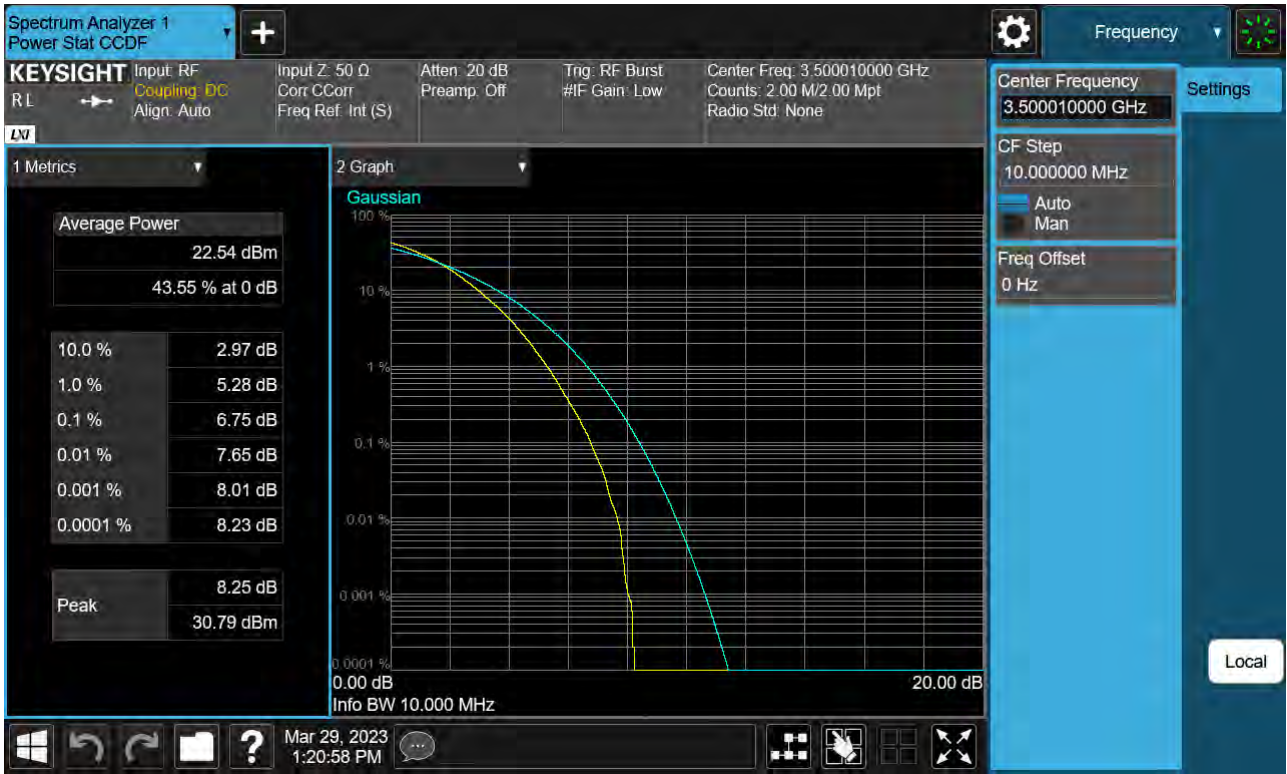 Spectrum Analyzer 1
Power Stat CCDF
+
Frequency
KEYSIGHT
RL
LXI
Input: RF
Coupling: DC
Align: Auto
Input Z: 50 Ω
Corr CCorr
Freq Ref: Int (S)
Atten: 20 dB
Preamp: Off
Trig: RF Burst
#IF Gain: Low
Center Freq: 3.500010000 GHz
Counts: 2.00 M/2.00 Mpt
Radio Std: None
Center Frequency
3.500010000 GHz
Settings
CF Step
10.000000 MHz
Auto
Man
Freq Offset
0 Hz
1 Metrics
Average Power
22.54 dBm
43.55 % at 0 dB
10.0 % 2.97 dB
1.0 % 5.28 dB
0.1 % 6.75 dB
0.01 % 7.65 dB
0.001 % 8.01 dB
0.0001 % 8.23 dB
Peak
8.25 dB
30.79 dBm
2 Graph
Gaussian
100 %
10 %
1 %
0.1 %
0.01 %
0.001 %
0.0001 %
0.00 dB
20.00 dB
Info BW 10.000 MHz
Local
?
Mar 29, 2023
1:20:58 PM